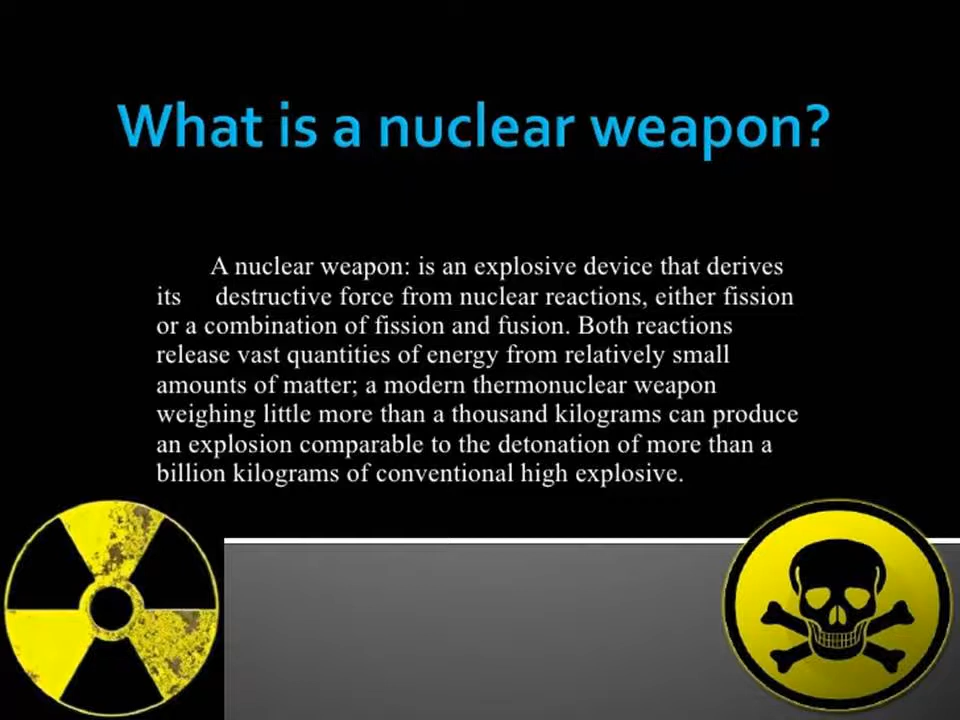 What is a nuclear weapon?
A nuclear weapon: is an explosive device that derives
its destructive force from nuclear reactions, either fission
or a combination of fission and fusion. Both reactions
release vast quantities of energy from relatively small
amounts of matter; a modern thermonuclear weapon
weighing little more than a thousand kilograms can produce
an explosion comparable to the detonation of more than a
billion kilograms of conventional high explosive.